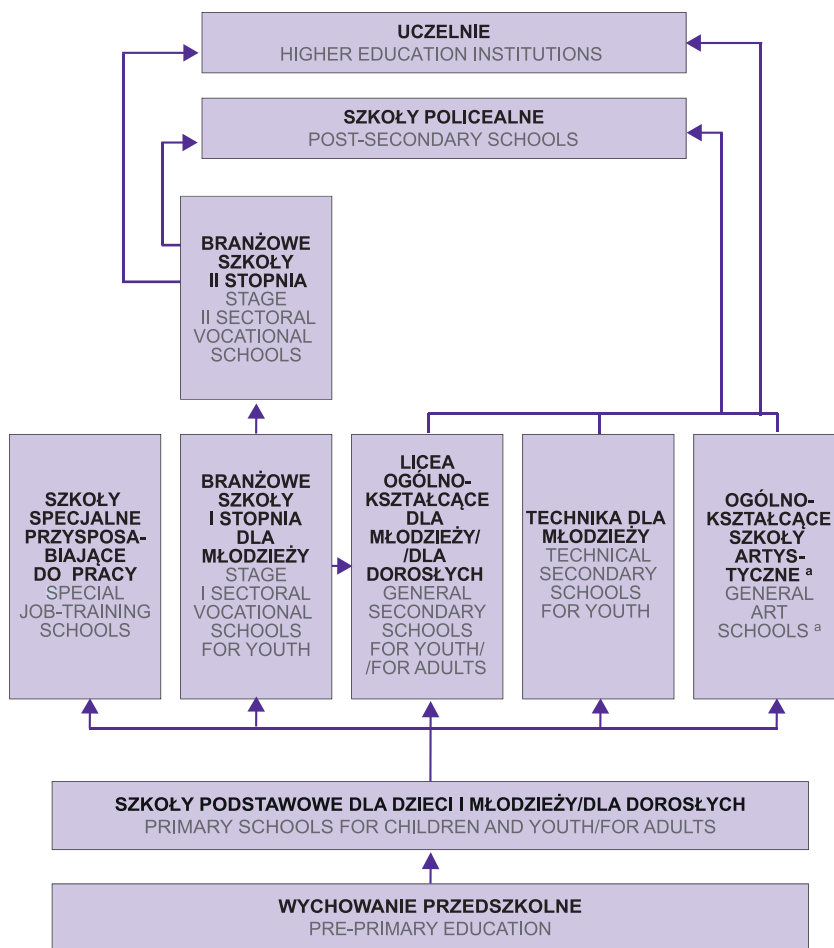 UCZELNIE
HIGHER EDUCATION INSTITUTIONS
SZKOŁY POLICEALNE
POST-SECONDARY SCHOOLS
BRANŻOWE
SZKOŁY
II STOPNIA
STAGE
II SECTORAL
VOCATIONAL
SCHOOLS
SZKOŁY
SPECJALNE
PRZYSPOSA-
BIAJĄCE
DO PRACY
SPECIAL
JOB-TRAINING
SCHOOLS
BRANŻOWE
SZKOŁY
I STOPNIA
DLA
MŁODZIEŻY
STAGE
I SECTORAL
VOCATIONAL
SCHOOLS
FOR YOUTH
LICEA
OGÓLNO-
KSZTAŁCĄCE
DLA
MŁODZIEŻY/
/DLA
DOROSŁYCH
GENERAL
SECONDARY
SCHOOLS
FOR YOUTH/
/FOR ADULTS
TECHNIKA DLA
MŁODZIEŻY
TECHNICAL
SECONDARY
SCHOOLS
FOR YOUTH
OGÓLNO-
KSZTAŁCĄCE
SZKOŁY
ARTYS-
TYCZNE a
GENERAL
ART
SCHOOLS a
SZKOŁY PODSTAWOWE DLA DZIECI I MŁODZIEŻY/DLA DOROSŁYCH
PRIMARY SCHOOLS FOR CHILDREN AND YOUTH/FOR ADULTS
WYCHOWANIE PRZEDSZKOLNE
PRE-PRIMARY EDUCATION